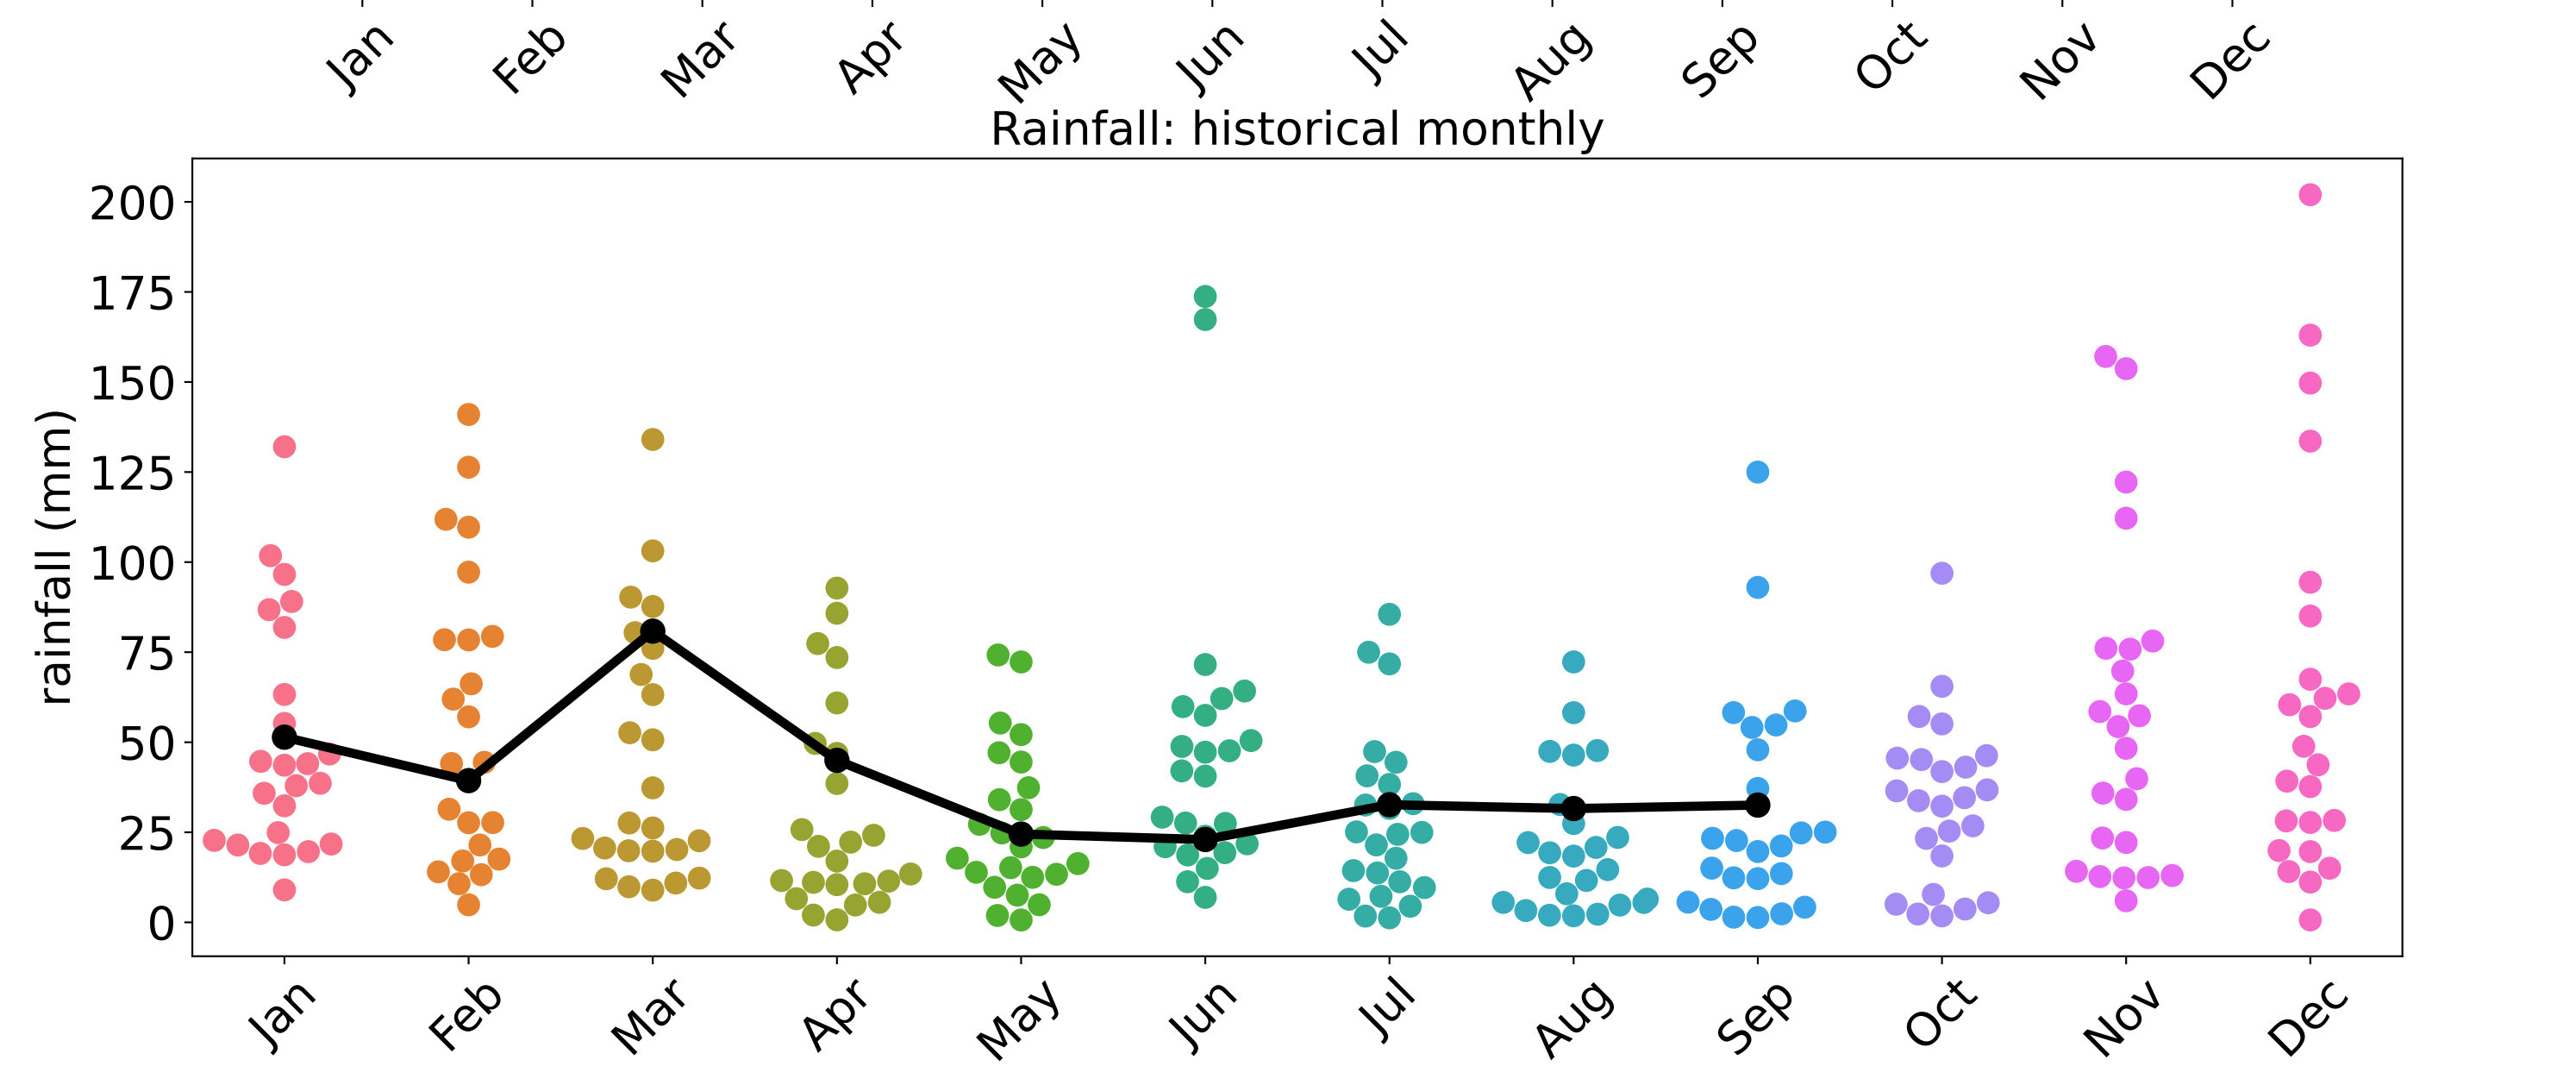 Jan Feb Mar Apr May Jun Jul Aug Sep Oct Nov Dec
Rainfall: historical monthly
rainfall (mm)
200
175
150
125
100
75
50
25
0
Jan Feb Mar Apr May Jun Jul Aug Sep Oct Nov Dec